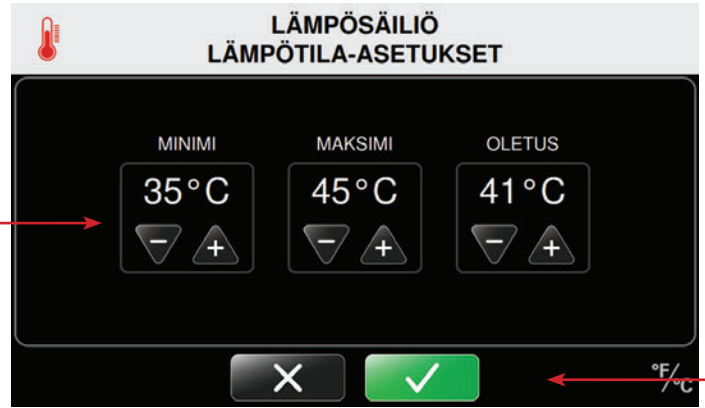 LÄMPÖSÄILIÖ
LÄMPÖTILA-ASETUKSET
MINIMI MAKSIMI OLETUS
35°C 45°C 41°C
°F/°C